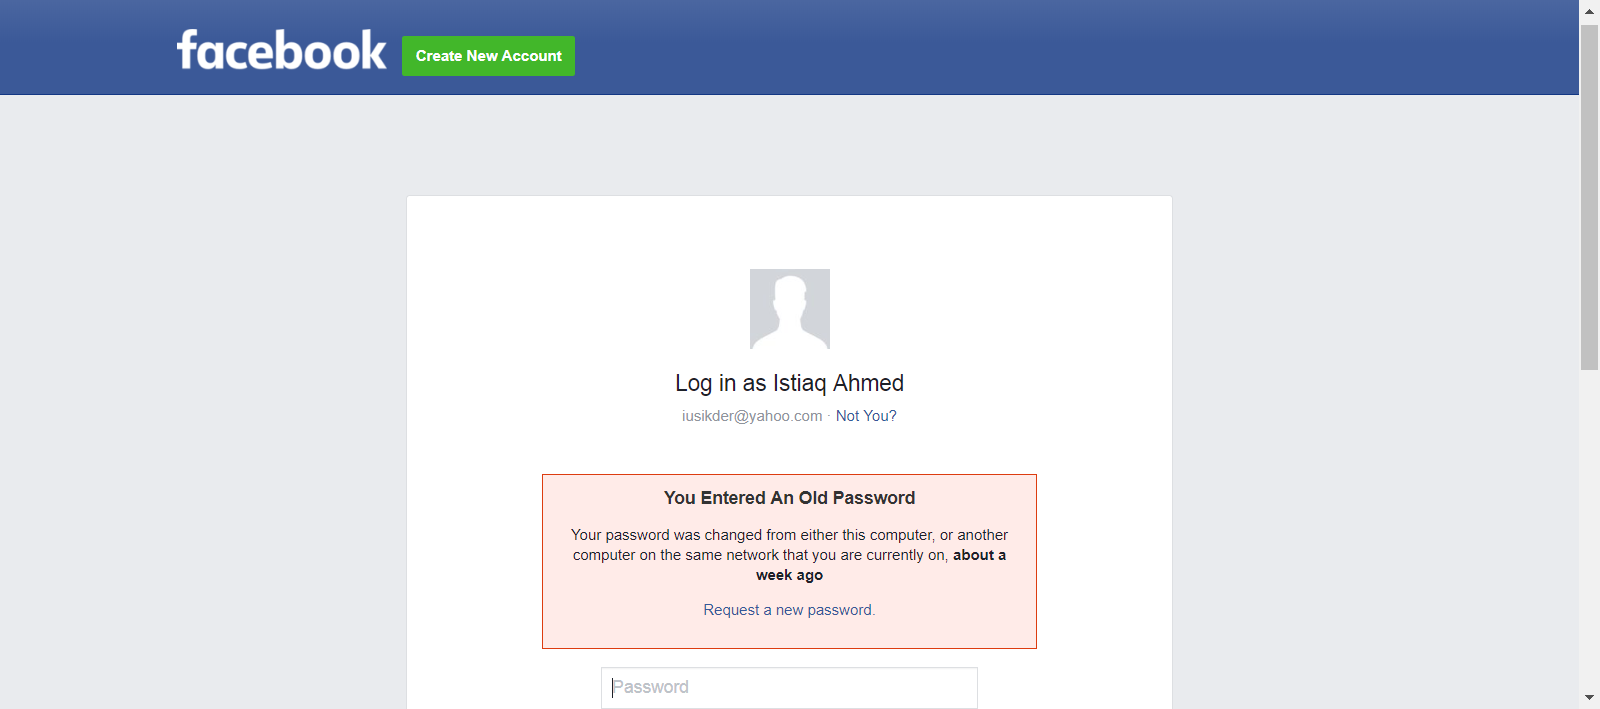 facebook
Create New Account
Log in as Istiaq Ahmed
iusikder@yahoo.com · Not You?
You Entered An Old Password
Your password was changed from either this computer, or another
computer on the same network that you are currently on, about a
week ago
Request a new password.
Password